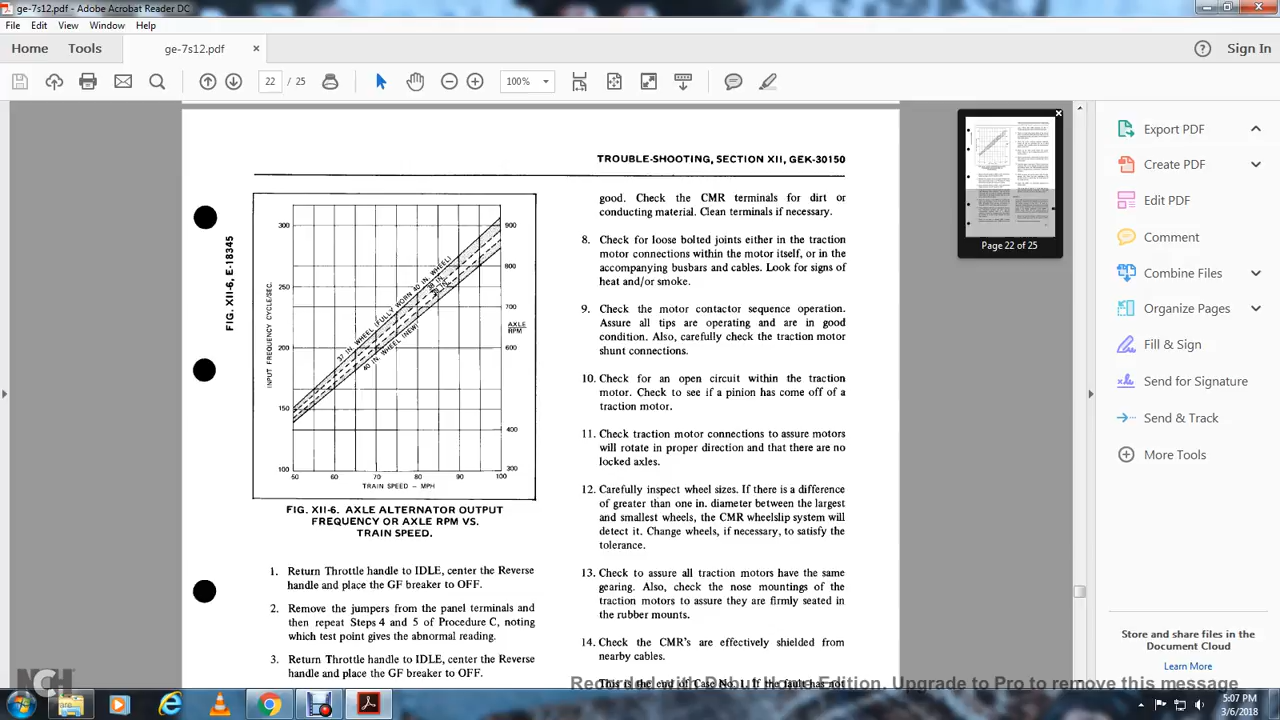 ge-7s12.pdf - Adobe Acrobat Reader DC
File Edit View Window Help
Home Tools ge-7s12.pdf × Sign In
22 / 25 100%
TROUBLE-SHOOTING, SECTION XII, GEK-30150
FIG. XII-6, E-18345
INPUT FREQUENCY CYCLE/SEC.
300
250
200
150
100
900
800
700
AXLE
RPM
600
400
300
40 IN. WHEEL (NEW)
50 60 70 80 90 100
TRAIN SPEED – MPH
FIG. XII-6. AXLE ALTERNATOR OUTPUT
FREQUENCY OR AXLE RPM VS.
TRAIN SPEED.
1. Return Throttle handle to IDLE, center the Reverse
handle and place the GF breaker to OFF.
2. Remove the jumpers from the panel terminals and
then repeat Steps 4 and 5 of Procedure C, noting
which test point gives the abnormal reading.
3. Return Throttle handle to IDLE, center the Reverse
handle and place the GF breaker to OFF.
good. Check the CMR terminals for dirt or
conducting material. Clean terminals if necessary.
8. Check for loose bolted joints either in the traction
motor connections within the motor itself, or in the
accompanying busbars and cables. Look for signs of
heat and/or smoke.
9. Check the motor contactor sequence operation.
Assure all tips are operating and are in good
condition. Also, carefully check the traction motor
shunt connections.
10. Check for an open circuit within the traction
motor. Check to see if a pinion has come off of a
traction motor.
11. Check traction motor connections to assure motors
will rotate in proper direction and that there are no
locked axles.
12. Carefully inspect wheel sizes. If there is a difference
of greater than one in. diameter between the largest
and smallest wheels, the CMR wheelslip system will
detect it. Change wheels, if necessary, to satisfy the
tolerance.
13. Check to assure all traction motors have the same
gearing. Also, check the nose mountings of the
traction motors to assure they are firmly seated in
the rubber mounts.
14. Check the CMR's are effectively shielded from
nearby cables.
This is the end of Case No. 1. If the fault has not
Page 22 of 25
Export PDF
Create PDF
Edit PDF
Comment
Combine Files
Organize Pages
Fill & Sign
Send for Signature
Send & Track
More Tools
Store and share files in the
Document Cloud
Learn More
NCH
Edition. Upgrade to Pro to remove this message
5:07 PM
3/6/2018